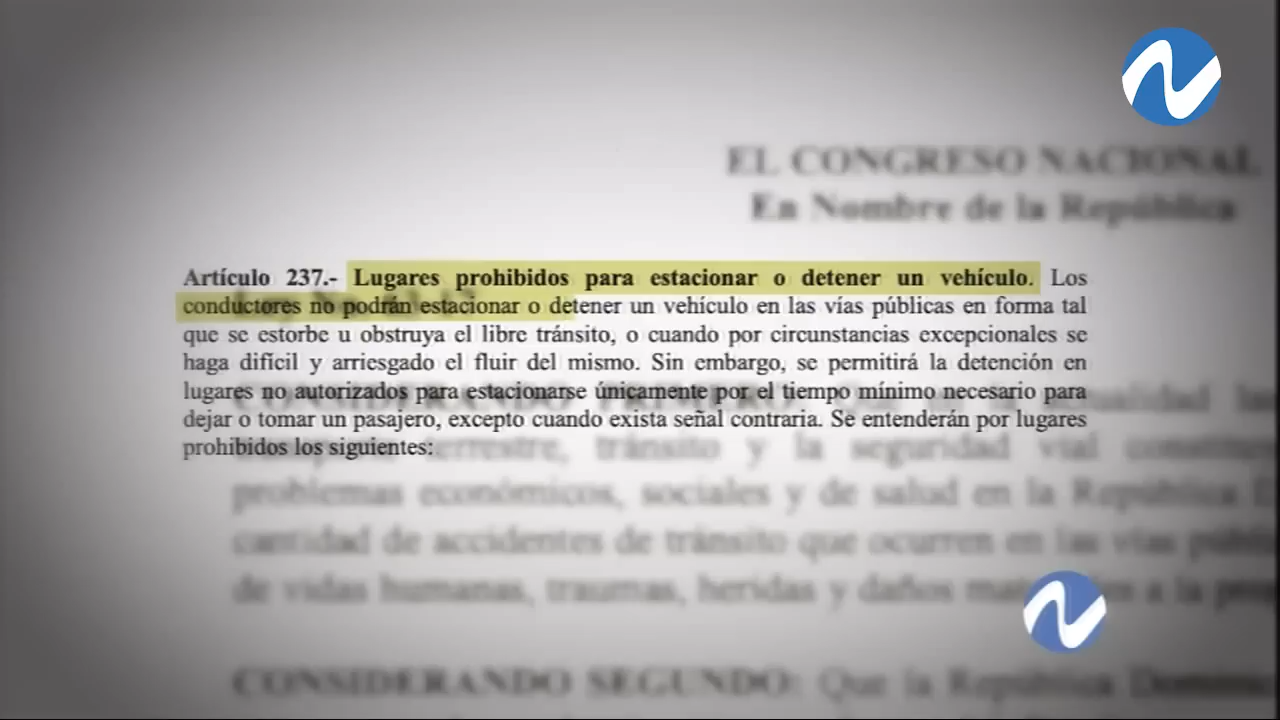 EL CONGRESO NACIONAL
En Nombre de la República
Artículo 237.- Lugares prohibidos para estacionar o detener un vehículo. Los
conductores no podrán estacionar o detener un vehículo en las vías públicas en forma tal
que se estorbe u obstruya el libre tránsito, o cuando por circunstancias excepcionales se
haga difícil y arriesgado el fluir del mismo. Sin embargo, se permitirá la detención en
lugares no autorizados para estacionarse únicamente por el tiempo mínimo necesario para
dejar o tomar un pasajero, excepto cuando exista señal contraria. Se entenderán por lugares
prohibidos los siguientes:
terrestre, tránsito y la seguridad vial
problemas económicos, sociales y de salud en la República
cantidad de accidentes de tránsito que ocurren en las vías
de vidas humanas, traumas, heridas y daños a la
CONSIDERANDO SEGUNDO: Que la República